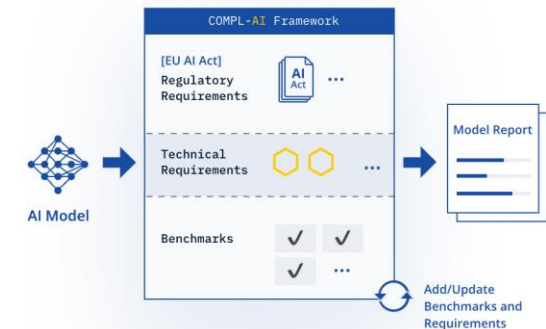 COMPL-AI Framework
[EU AI Act]
Regulatory
Requirements
AI
Act
...
Technical
Requirements
...
Benchmarks
...
AI Model
Model Report
Add/Update
Benchmarks and
Requirements